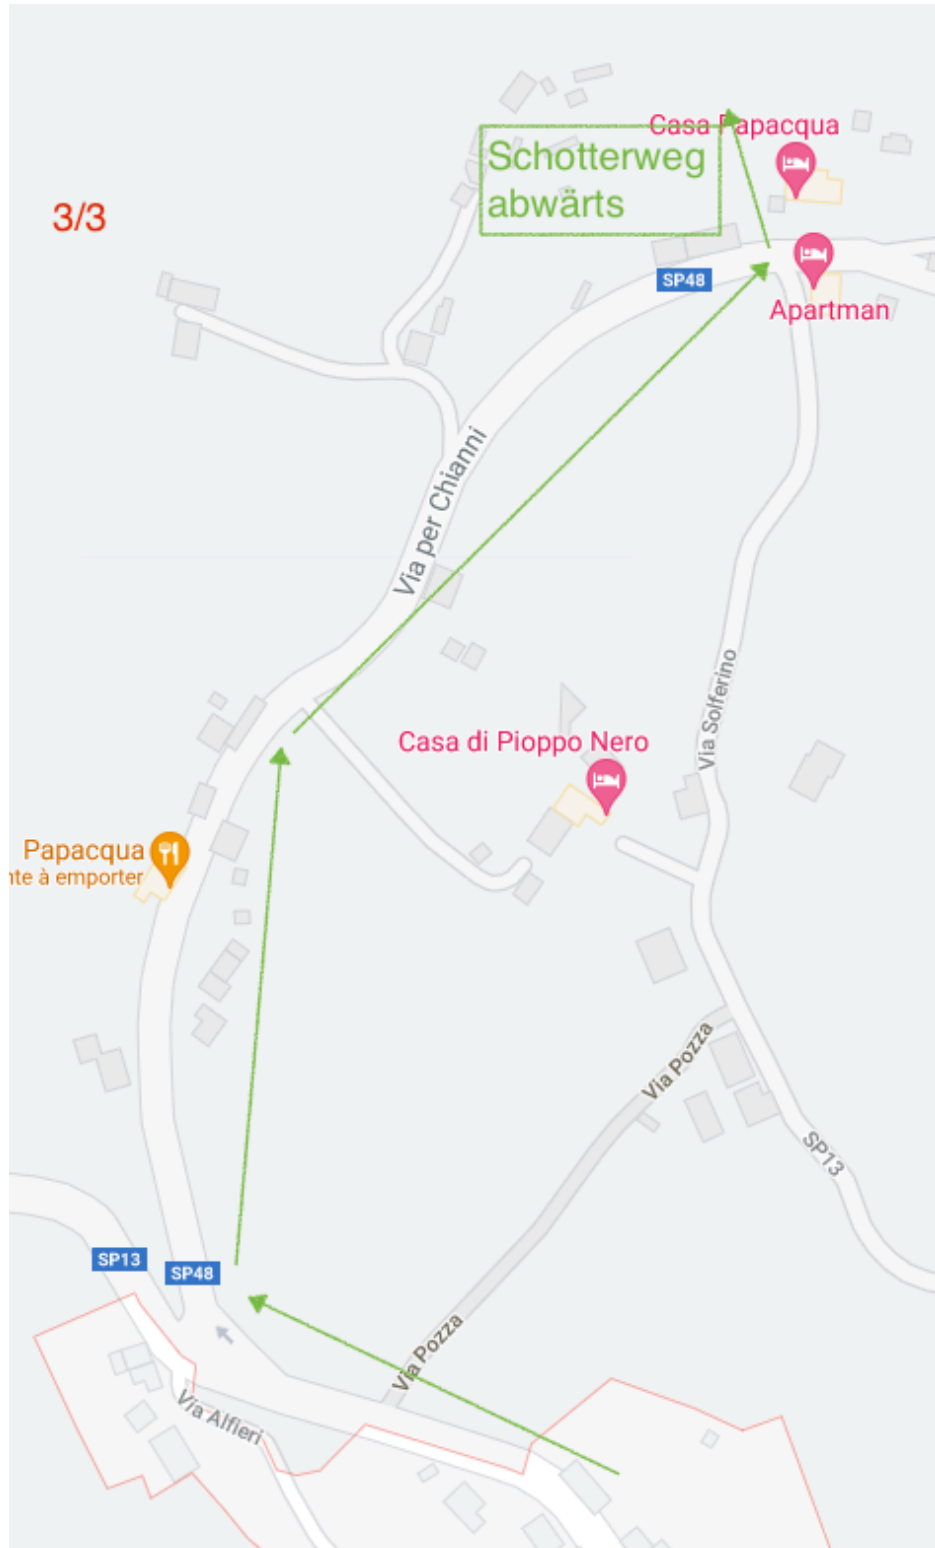 Casa Papacqua
Schotterweg
abwärts
3/3
SP48
Apartman
Via per Chianni
Via Solferino
Casa di Pioppo Nero
Papacqua
nte à emporter
Via Pozza
SP13
SP13
SP48
Via Pozza
Via Alfieri